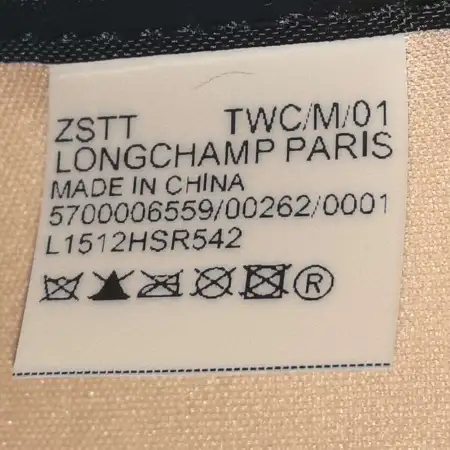 ZSTT TWC/M/01
LONGCHAMP PARIS
MADE IN CHINA
5700006559/00262/0001
L1512HSR542
®